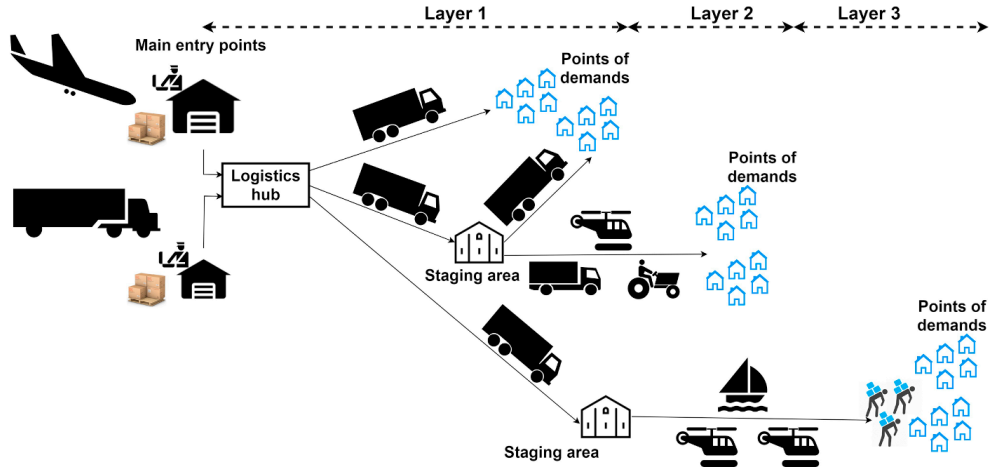 Layer 1
Layer 2
Layer 3
Main entry points
Points of
demands
Logistics
hub
Points of
demands
Staging area
Points of
demands
Staging area